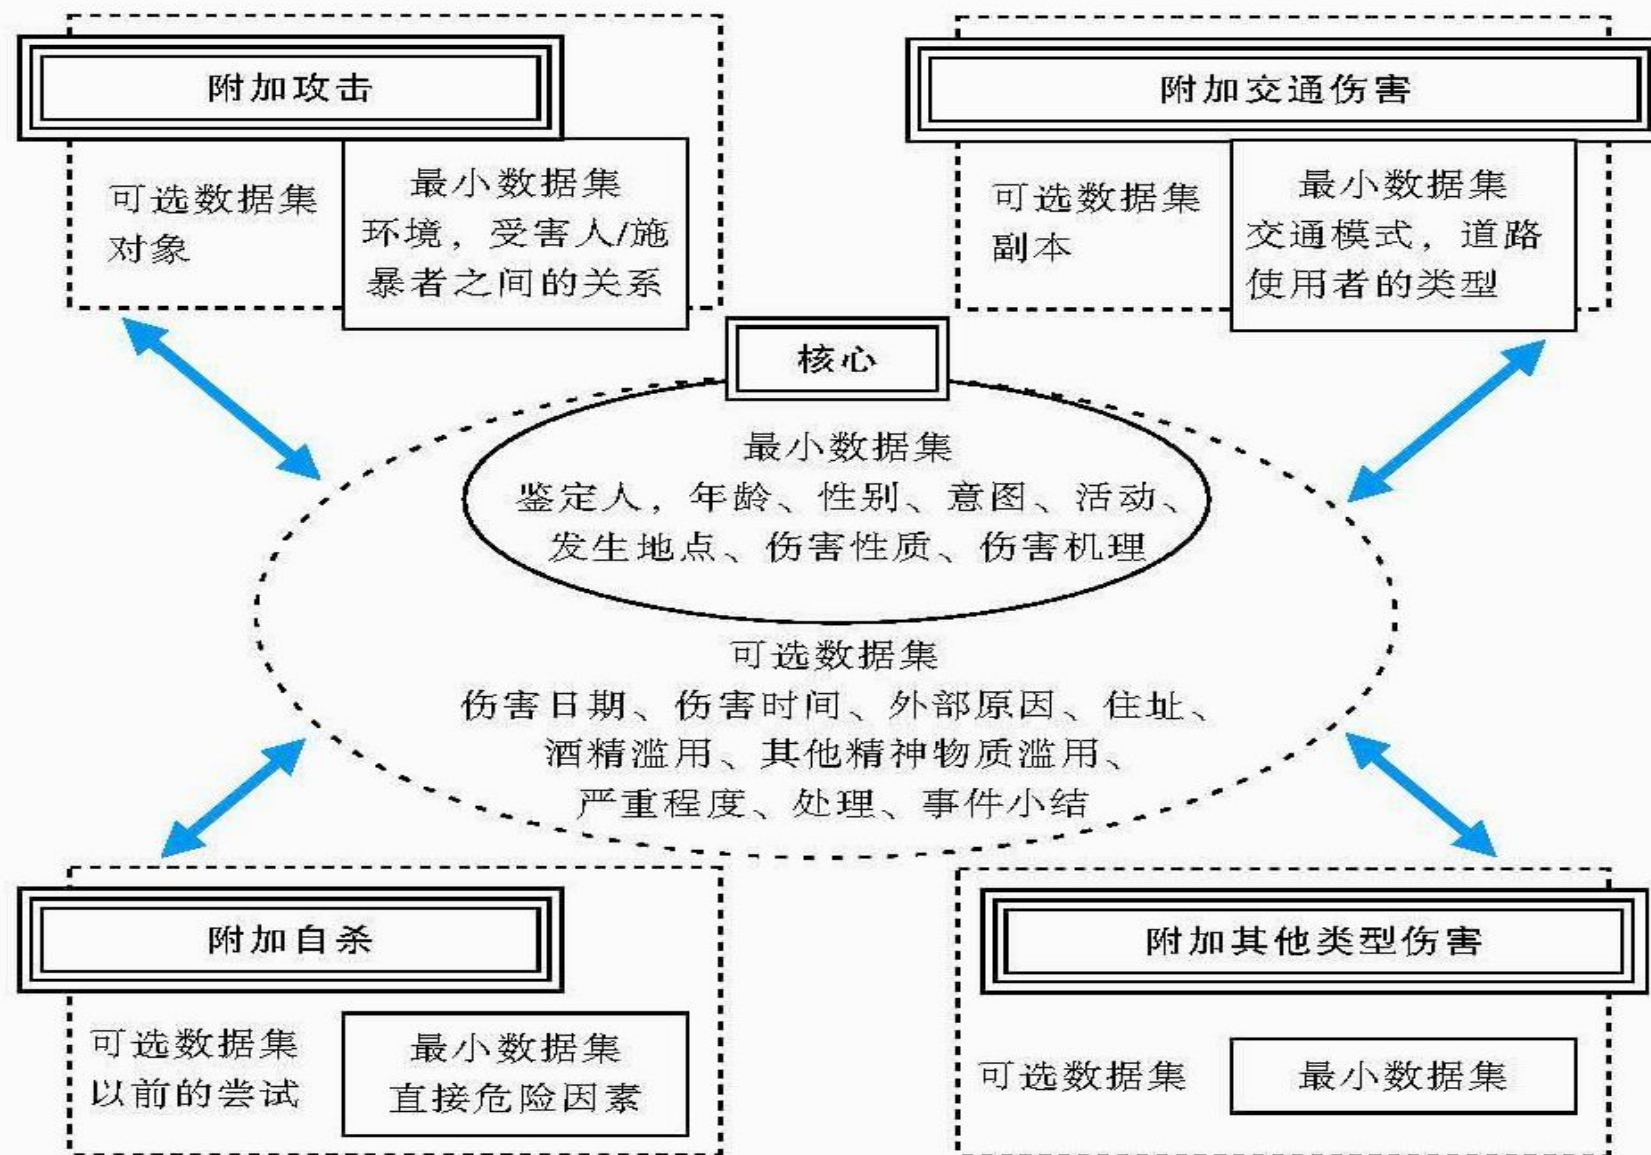 附加攻击
可选数据集
对象
最小数据集
环境，受害人/施
暴者之间的关系
附加交通伤害
可选数据集
副本
最小数据集
交通模式，道路
使用者的类型
核心
最小数据集
鉴定人，年龄、性别、意图、活动、
发生地点、伤害性质、伤害机理
可选数据集
伤害日期、伤害时间、外部原因、住址、
酒精滥用、其他精神物质滥用、
严重程度、处理、事件小结
附加自杀
可选数据集
以前的尝试
最小数据集
直接危险因素
附加其他类型伤害
可选数据集
最小数据集